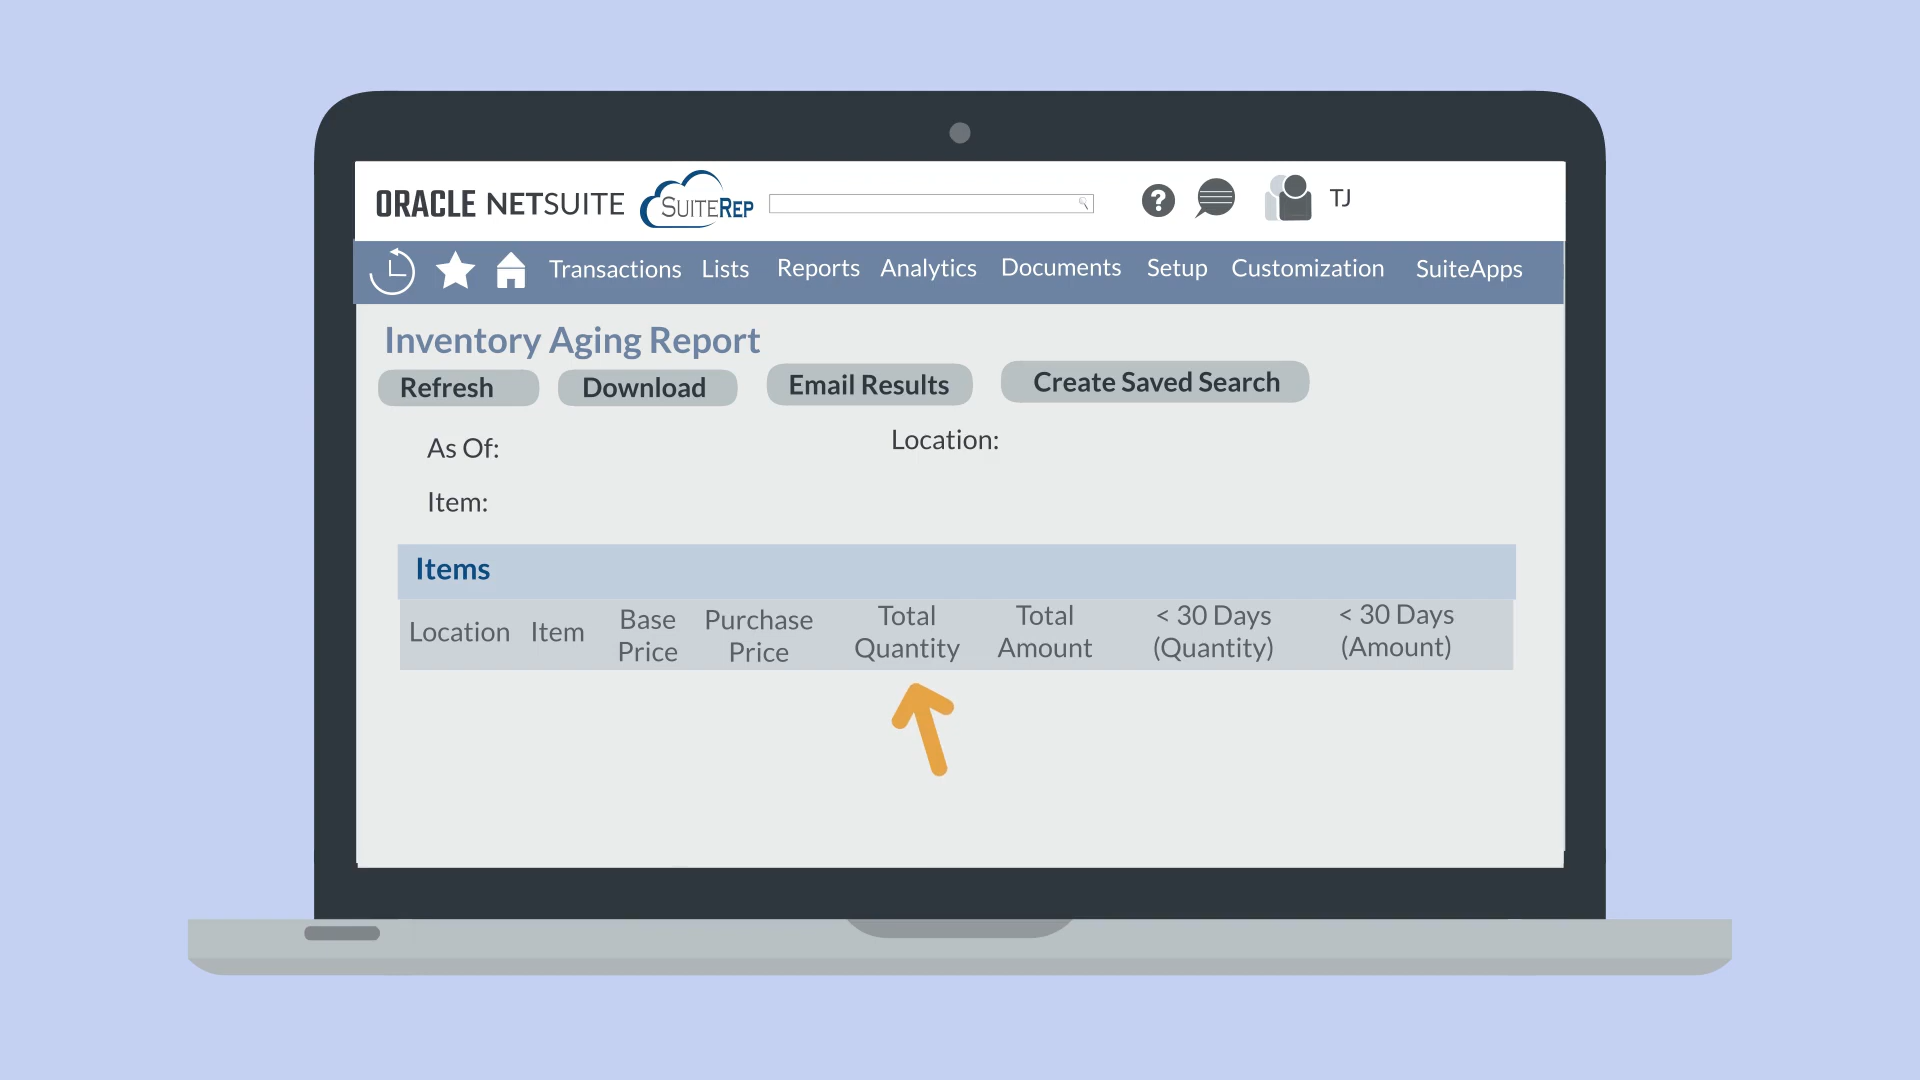 ORACLE NETSUITE SUITEREP ? TJ
Transactions Lists Reports Analytics Documents Setup Customization SuiteApps
Inventory Aging Report
Refresh Download Email Results Create Saved Search
As Of: Location:
Item:
Items
Location Item Base Price Purchase Price Total Quantity Total Amount < 30 Days (Quantity) < 30 Days (Amount)